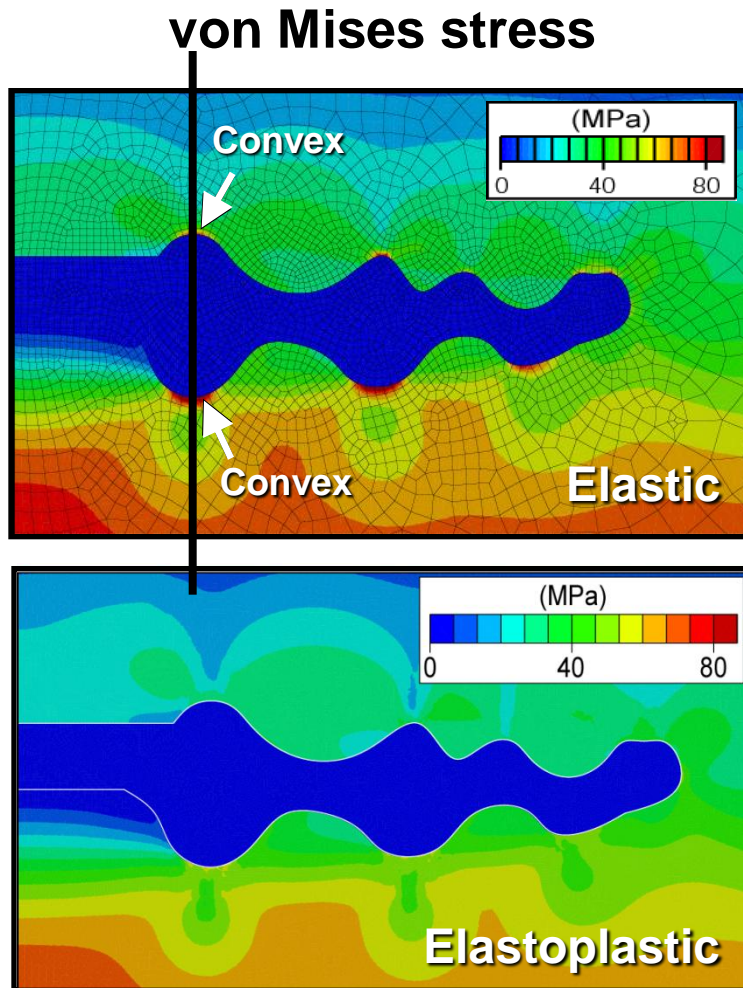 von Mises stress
Convex
(MPa)
0 40 80
Convex
Elastic
(MPa)
0 40 80
Elastoplastic